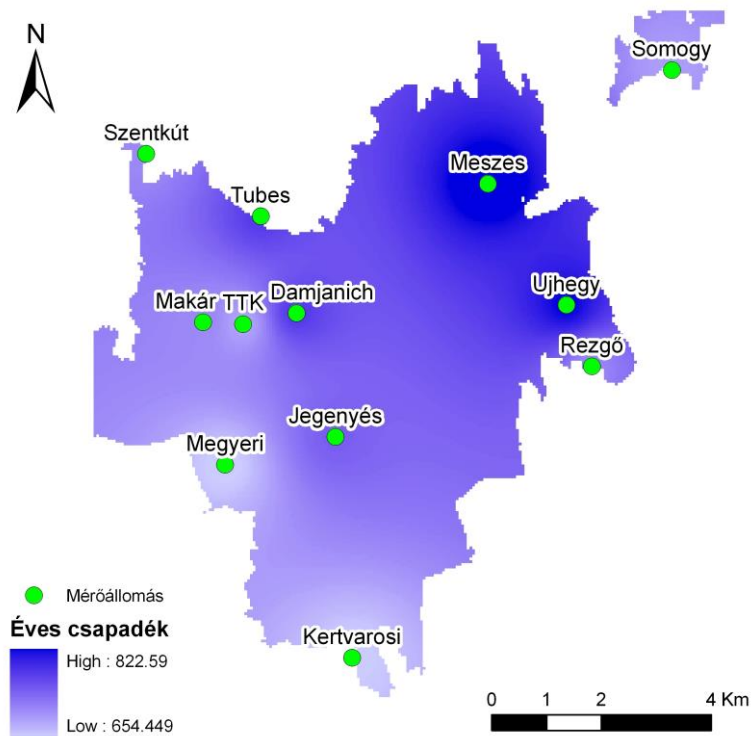 N
Somogy
Szentkút
Meszes
Tubes
Ujhegy
Makár TTK Damjanich
Rezgő
Jegenyés
Megyeri
Mérőállomás
Éves csapadék
High : 822.59
Low : 654.449
Kertvarosi
0 1 2 4 Km